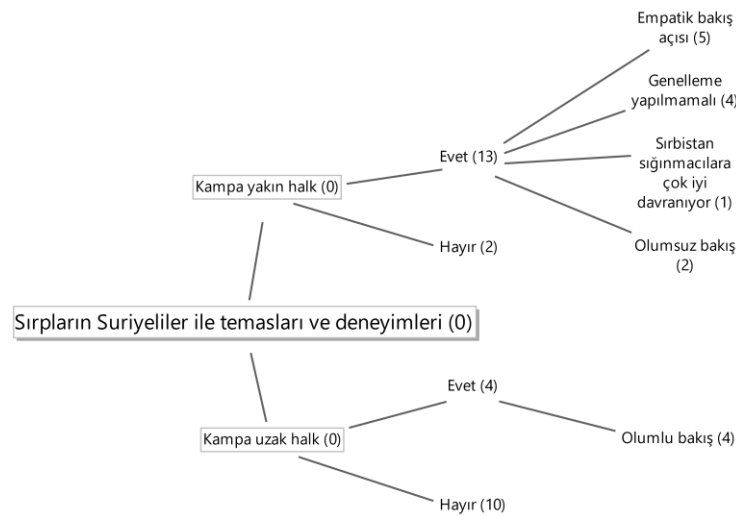 Empatik bakış
açısı (5)
Genelleme
yapılmamalı (4)
Evet (13)
Sırbistan
sığınmacılara
çok iyi
davranıyor (1)
Kampa yakın halk (0)
Hayır (2)
Olumsuz bakış
(2)
Sırpların Suriyeliler ile temasları ve deneyimleri (0)
Evet (4)
Kampa uzak halk (0)
Olumlu bakış (4)
Hayır (10)